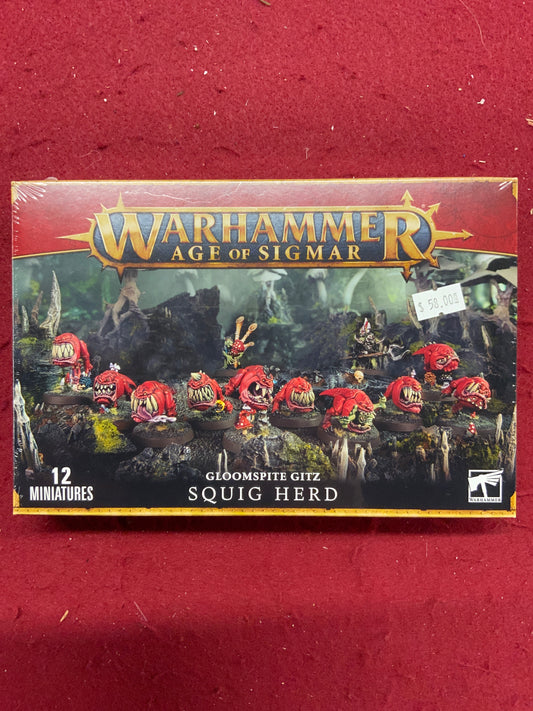 WARHAMMER
AGE OF SIGMAR
$ 58.00
12
MINIATURES
GLOOMSPITE GITZ
SQUIG HERD
WARHAMMER